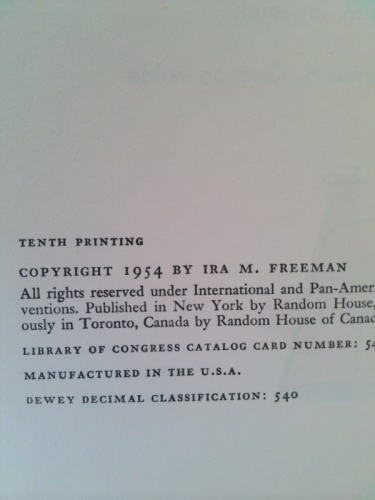 TENTH PRINTING
COPYRIGHT 1954 BY IRA M. FREEMAN
All rights reserved under International and Pan-Ameri
ventions. Published in New York by Random House,
ously in Toronto, Canada by Random House of Canad
LIBRARY OF CONGRESS CATALOG CARD NUMBER: 54
MANUFACTURED IN THE U.S.A.
DEWEY DECIMAL CLASSIFICATION: 540